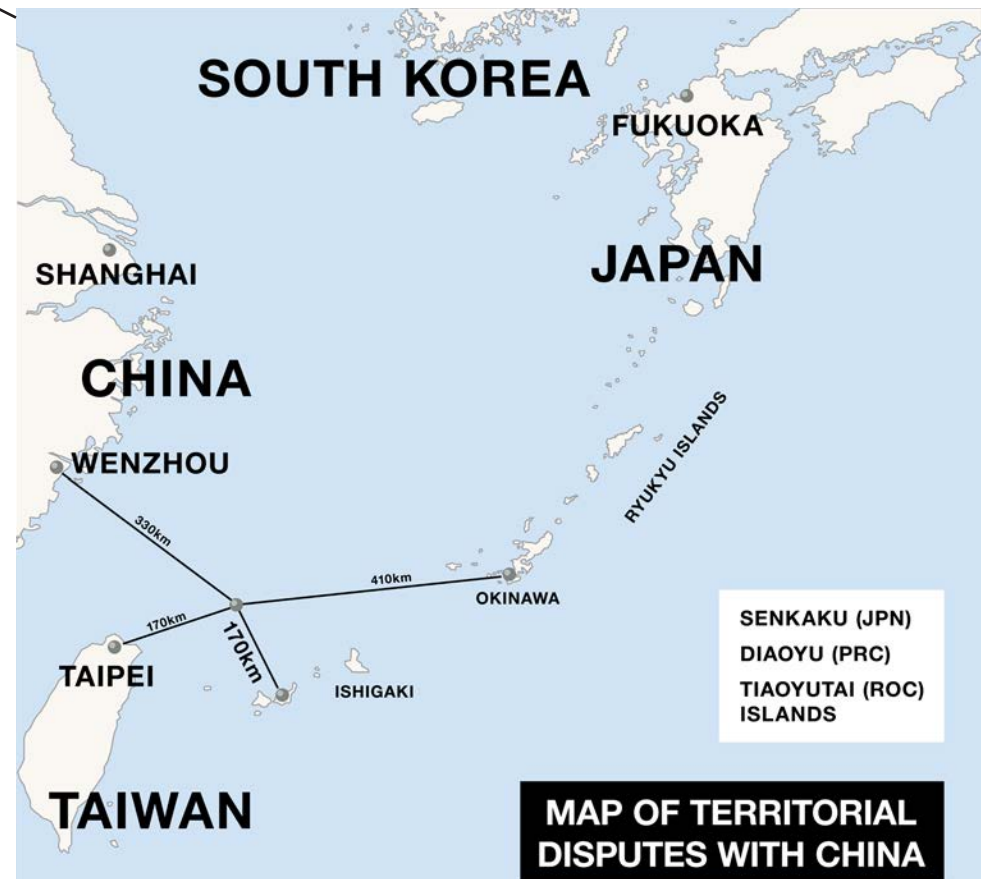 SOUTH KOREA
FUKUOKA
JAPAN
SHANGHAI
CHINA
WENZHOU
RYUKYU ISLANDS
330km
410km
OKINAWA
170km
170km
TAIPEI
ISHIGAKI
SENKAKU (JPN)
DIAOYU (PRC)
TIAOYUTAI (ROC)
ISLANDS
TAIWAN
MAP OF TERRITORIAL
DISPUTES WITH CHINA